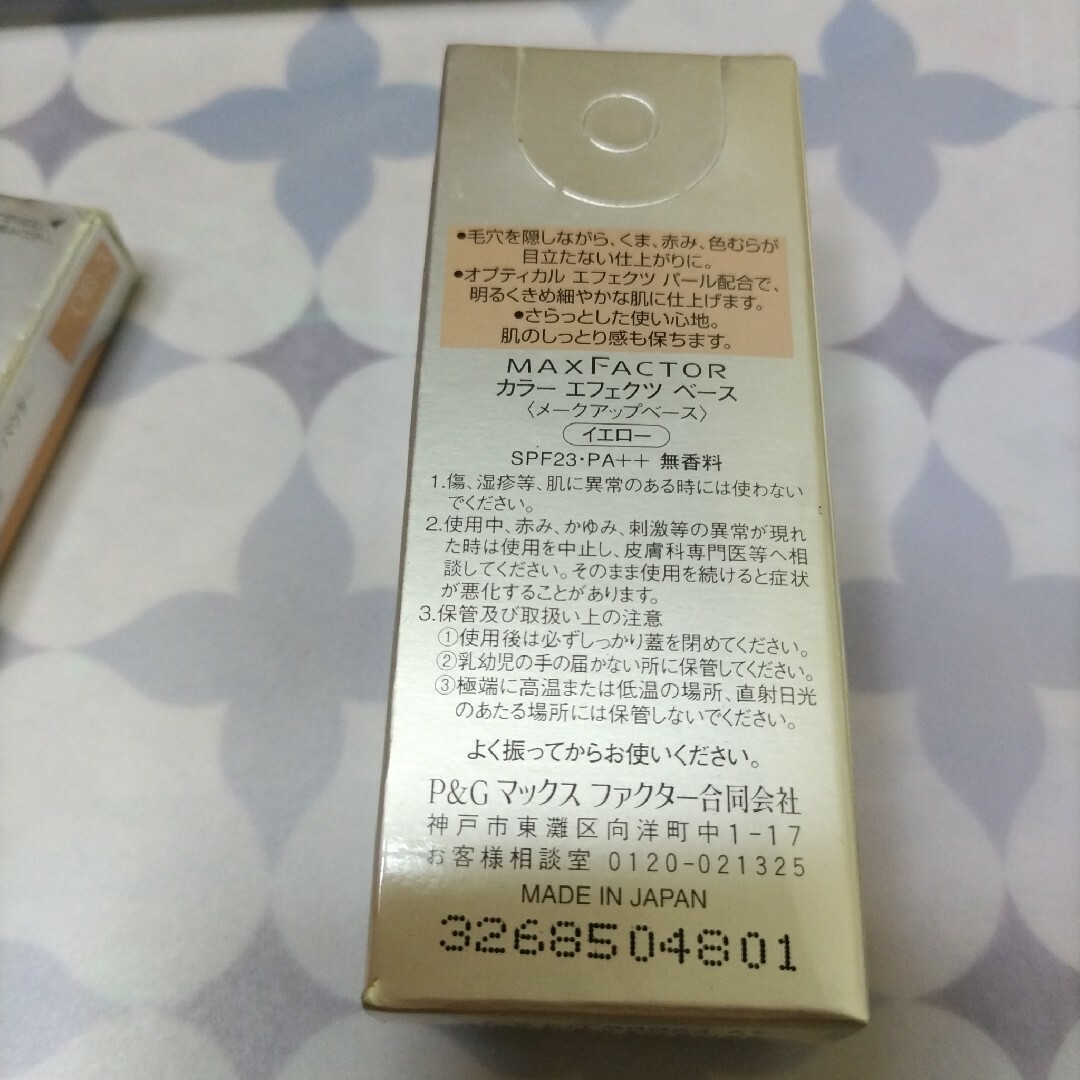 •毛穴を隠しながら、くま、赤み、色むらが
目立たない仕上がりに。
•オプティカル エフェクツ パール配合で、
明るくきめ細やかな肌に仕上げます。
•さらっとした使い心地。
肌のしっとり感も保ちます。
MAXFACTOR
カラー エフェクツ ベース
〈メークアップベース〉
イエロー
SPF23・PA++ 無香料
1.傷、湿疹等、肌に異常のある時には使わない
でください。
2.使用中、赤み、かゆみ、刺激等の異常が現れ
た時は使用を中止し、皮膚科専門医等へ相
談してください。そのまま使用を続けると症状
が悪化することがあります。
3.保管及び取扱い上の注意
①使用後は必ずしっかり蓋を閉めてください。
②乳幼児の手の届かない所に保管してください。
③極端に高温または低温の場所、直射日光
のあたる場所には保管しないでください。
よく振ってからお使いください。
P&G マックス ファクター合同会社
神戸市東灘区向洋町中1-17
お客様相談室 0120-021325
MADE IN JAPAN
3268504801